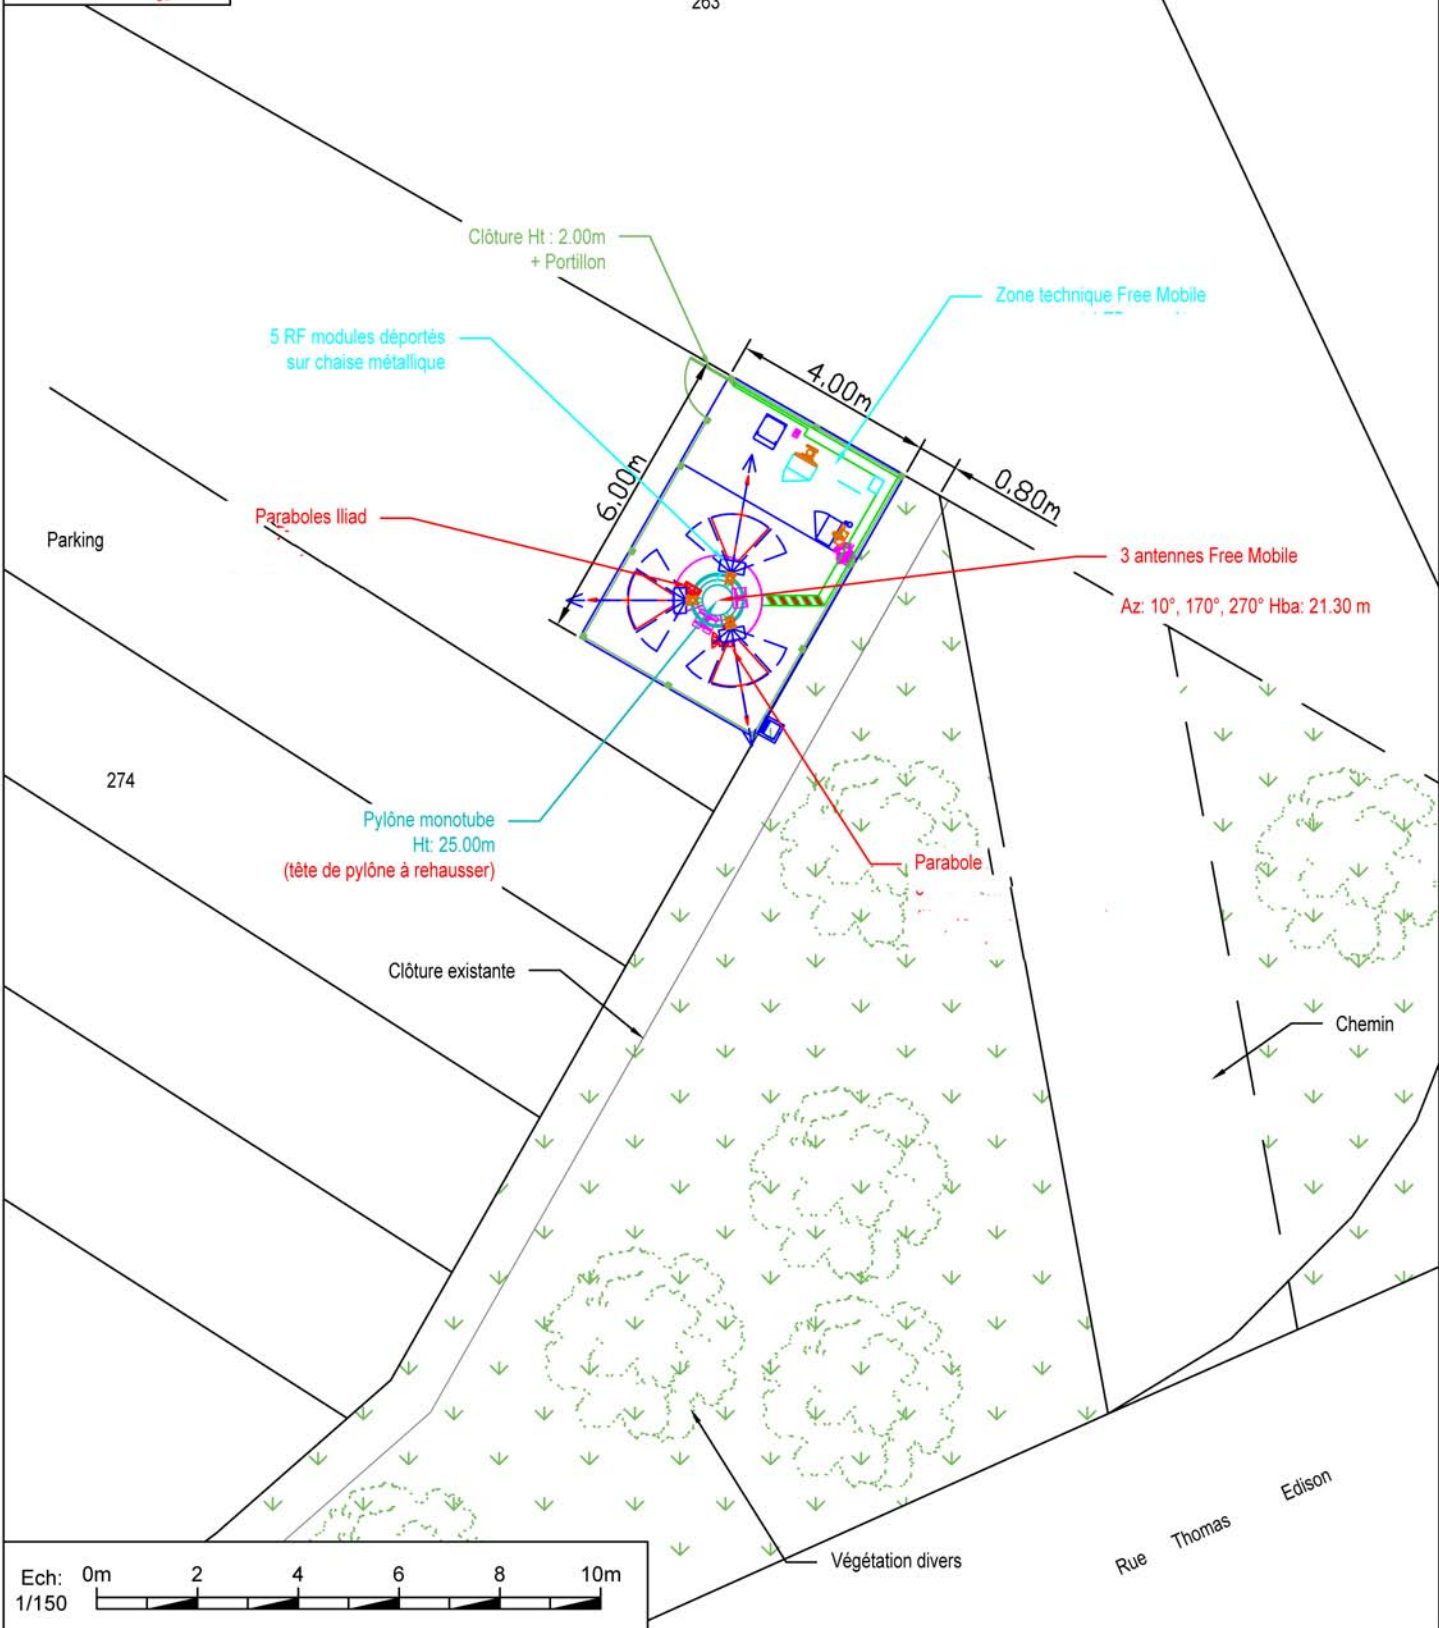 263
Clôture Ht : 2.00m
+ Portillon
Zone technique Free Mobile
5 RF modules déportés
sur chaise métallique
4.00m
0.80m
6.00m
Paraboles Iliad
Parking
3 antennes Free Mobile
Az: 10°, 170°, 270° Hba: 21.30 m
274
Pylône monotube
Ht: 25.00m
(tête de pylône à rehausser)
Parabole
Clôture existante
Chemin
Rue Thomas Edison
Végétation divers
Ech:
1/150
0m 2 4 6 8 10m